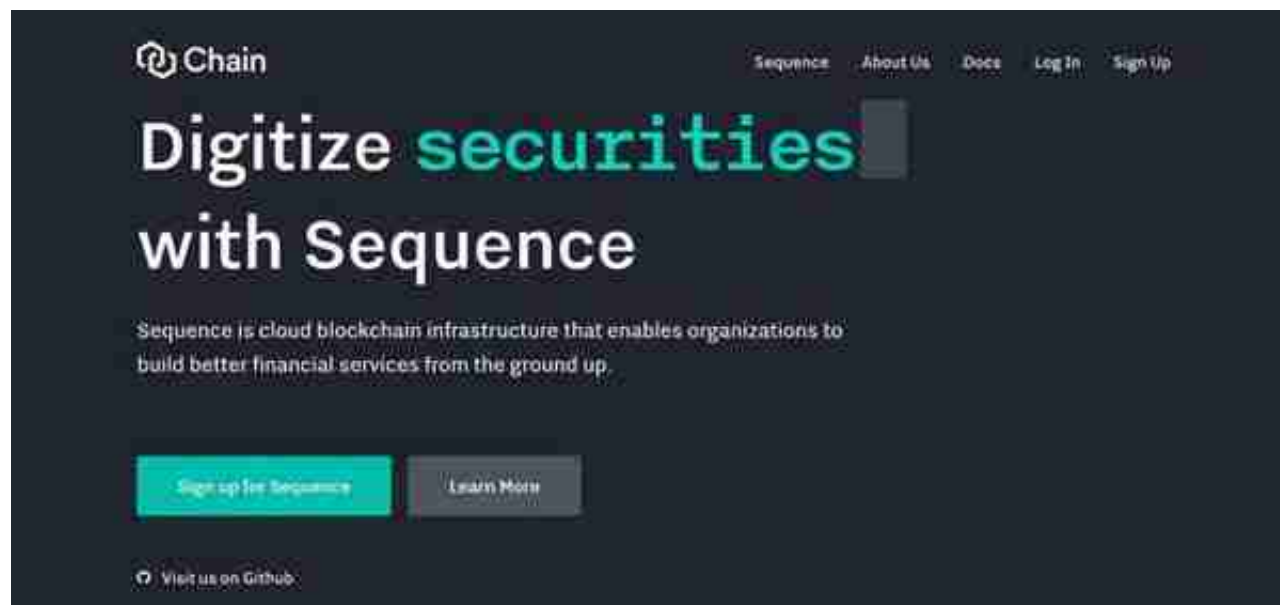 Chain
Sequence About Us Docs Log In Sign Up
Digitize securities
with Sequence
Sequence is cloud blockchain infrastructure that enables organizations to
build better financial services from the ground up.
Sign up for Sequence Learn More
Visit us on Github